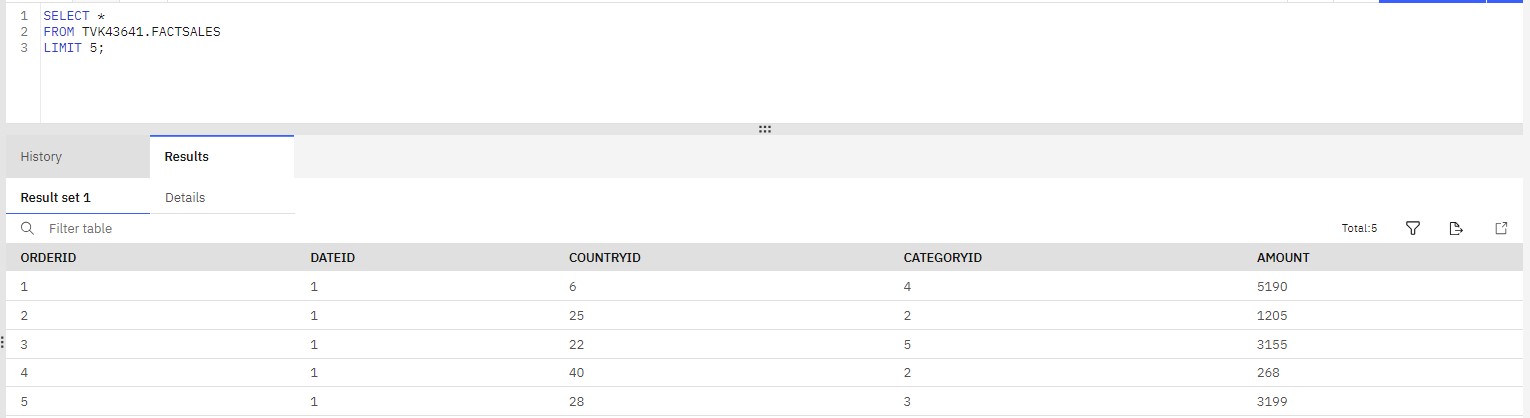 1 SELECT *
2 FROM TVK43641.FACTSALES
3 LIMIT 5;
History Results
Result set 1 Details
Filter table Total:5
ORDERID DATEID COUNTRYID CATEGORYID AMOUNT
1 1 6 4 5190
2 1 25 2 1205
3 1 22 5 3155
4 1 40 2 268
5 1 28 3 3199